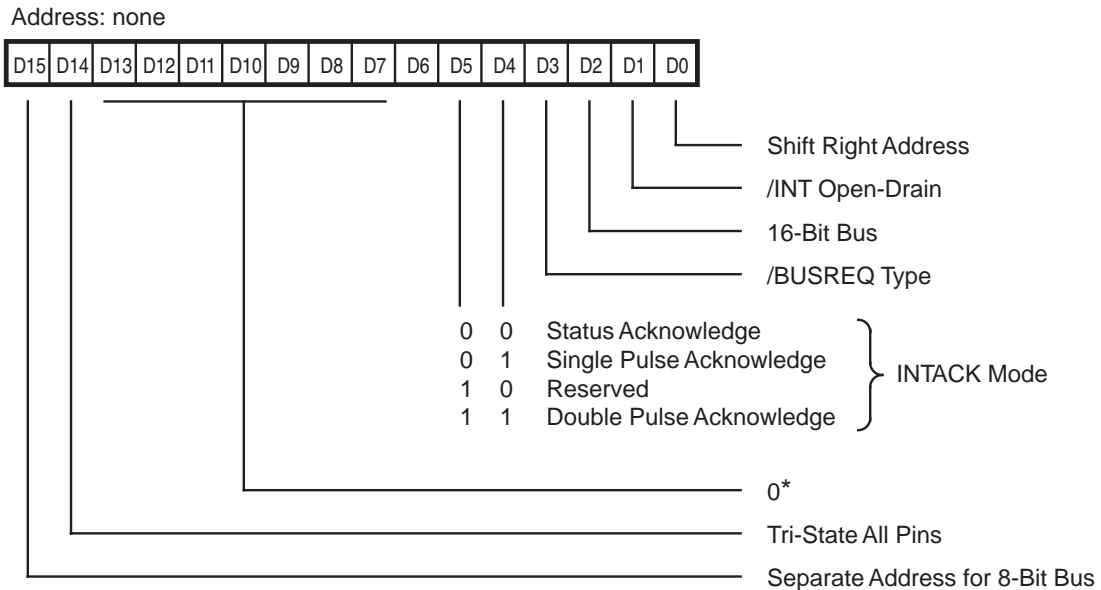 Address: none
D15 D14 D13 D12 D11 D10 D9 D8 D7 D6 D5 D4 D3 D2 D1 D0
Shift Right Address
/INT Open-Drain
16-Bit Bus
/BUSREQ Type
0 0 Status Acknowledge
0 1 Single Pulse Acknowledge
1 0 Reserved
1 1 Double Pulse Acknowledge
INTACK Mode
0*
Tri-State All Pins
Separate Address for 8-Bit Bus